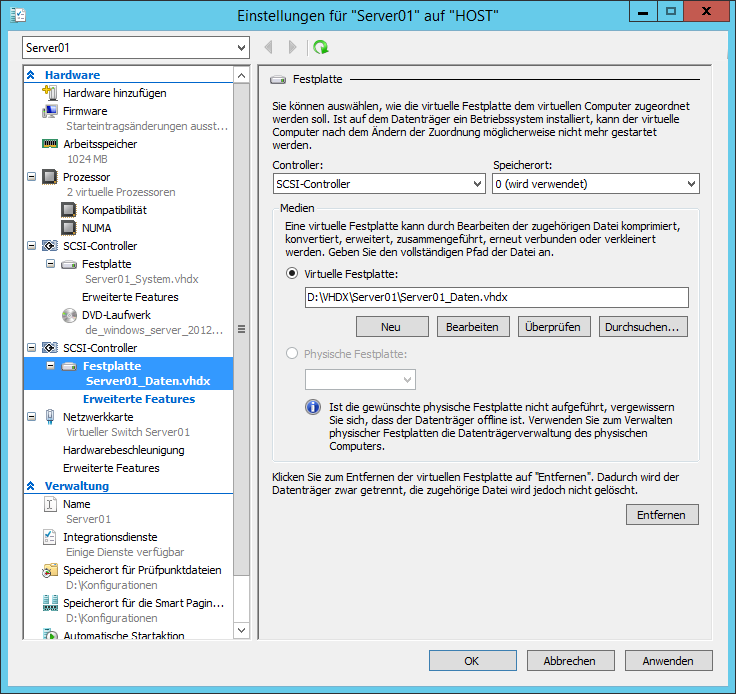 Einstellungen für "Server01" auf "HOST"
Server01
Hardware
Hardware hinzufügen
Firmware
Starteintragsänderungen ausst...
Arbeitsspeicher
1024 MB
Prozessor
2 virtuelle Prozessoren
Kompatibilität
NUMA
SCSI-Controller
Festplatte
Server01_System.vhdx
Erweiterte Features
DVD-Laufwerk
de_windows_server_2012...
SCSI-Controller
Festplatte
Server01_Daten.vhdx
Erweiterte Features
Netzwerkkarte
Virtueller Switch Server01
Hardwarebeschleunigung
Erweiterte Features
Verwaltung
Name
Server01
Integrationsdienste
Einige Dienste verfügbar
Speicherort für Prüfpunktdateien
D:\Konfigurationen
Speicherort für die Smart Pagin...
D:\Konfigurationen
Automatische Startaktion
Festplatte
Sie können auswählen, wie die virtuelle Festplatte dem virtuellen Computer zugeordnet
werden soll. Ist auf dem Datenträger ein Betriebssystem installiert, kann der virtuelle
Computer nach dem Ändern der Zuordnung möglicherweise nicht mehr gestartet
werden.
Controller: Speicherort:
SCSI-Controller 0 (wird verwendet)
Medien
Eine virtuelle Festplatte kann durch Bearbeiten der zugehörigen Datei komprimiert,
konvertiert, erweitert, zusammengeführt, erneut verbunden oder verkleinert
werden. Geben Sie den vollständigen Pfad der Datei an.
Virtuelle Festplatte:
D:\VHDX\Server01\Server01_Daten.vhdx
Neu Bearbeiten Überprüfen Durchsuchen...
Physische Festplatte:
Ist die gewünschte physische Festplatte nicht aufgeführt, vergewissern
Sie sich, dass der Datenträger offline ist. Verwenden Sie zum Verwalten
physischer Festplatten die Datenträgerverwaltung des physischen
Computers.
Klicken Sie zum Entfernen der virtuellen Festplatte auf "Entfernen". Dadurch wird der
Datenträger zwar getrennt, die zugehörige Datei wird jedoch nicht gelöscht.
Entfernen
OK Abbrechen Anwenden